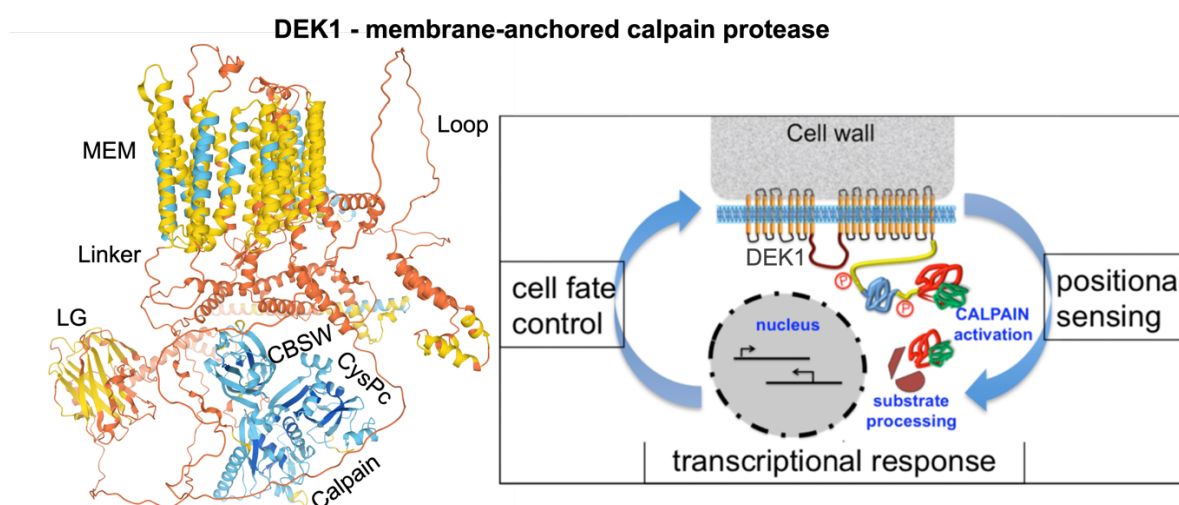 DEK1 - membrane-anchored calpain protease
MEM
Loop
Linker
LG
CBSW
CysPc
Calpain
Cell wall
DEK1
P
P
CALPAIN
activation
cell fate
control
positiona
sensing
nucleus
substrate
processing
transcriptional response